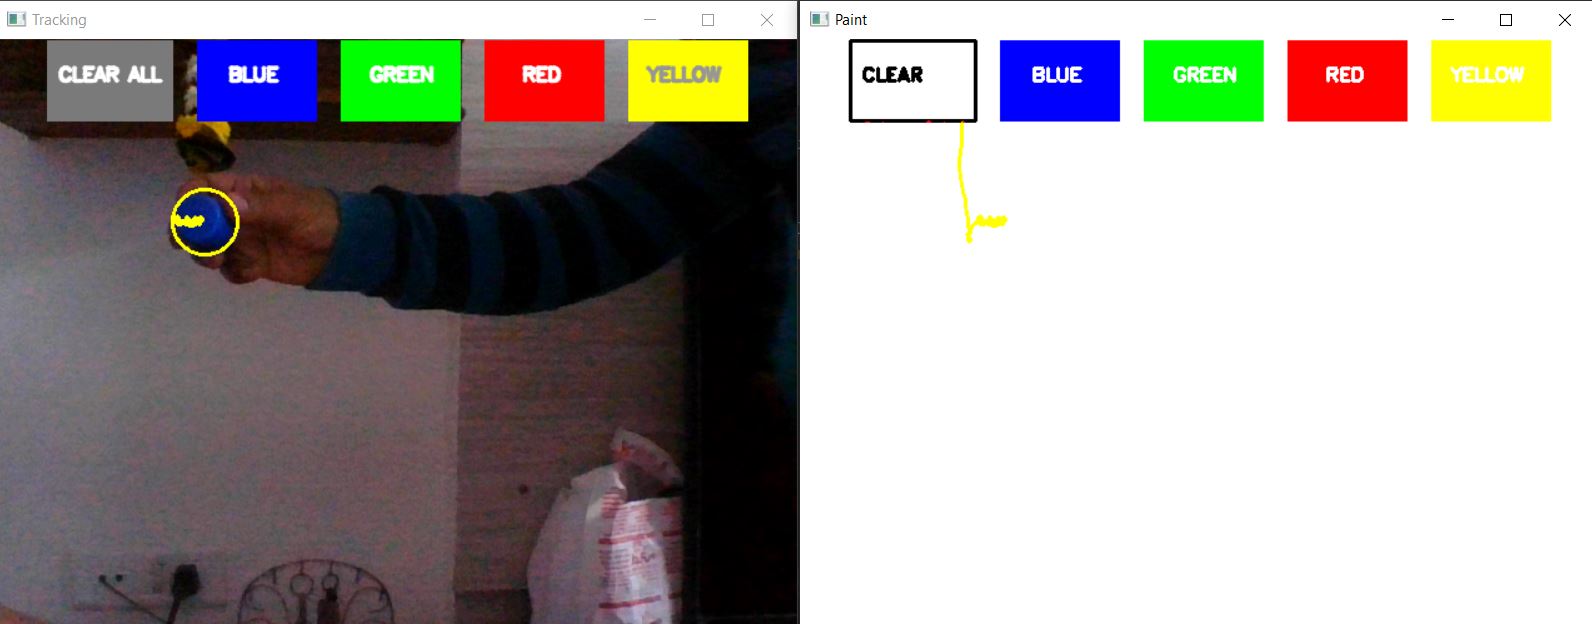 Tracking
CLEAR ALL BLUE GREEN RED YELLOW
Paint
CLEAR BLUE GREEN RED YELLOW